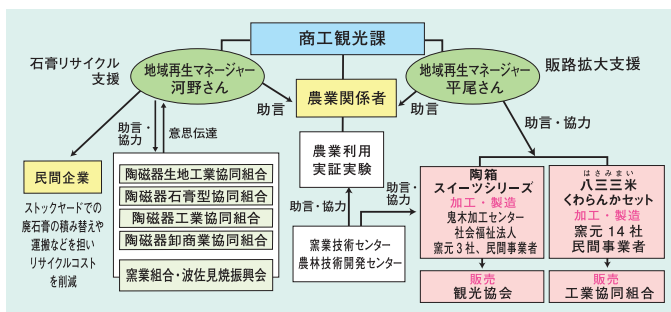 商工観光課
石膏リサイクル
支援
地域再生マネージャー
河野さん
地域再生マネージャー
平尾さん
販路拡大支援
助言
農業関係者
助言
助言・
協力
意思伝達
助言・協力
民間企業
ストックヤードでの
廃石膏の積み替えや
運搬などを担い
リサイクルコスト
を削減
陶磁器生地工業協同組合
陶磁器石膏型協同組合
陶磁器工業協同組合
陶磁器卸商業協同組合
窯業組合・波佐見焼振興会
農業利用
実証実験
助言・協力
助言・
協力
窯業技術センター
農林技術開発センター
陶箱
スイーツシリーズ
加工・製造
鬼木加工センター
社会福祉法人
窯元3社、民間事業者
販売
観光協会
はさみまい
八三三米
くわらんかセット
加工・製造
窯元14社
民間事業者
販売
工業協同組合